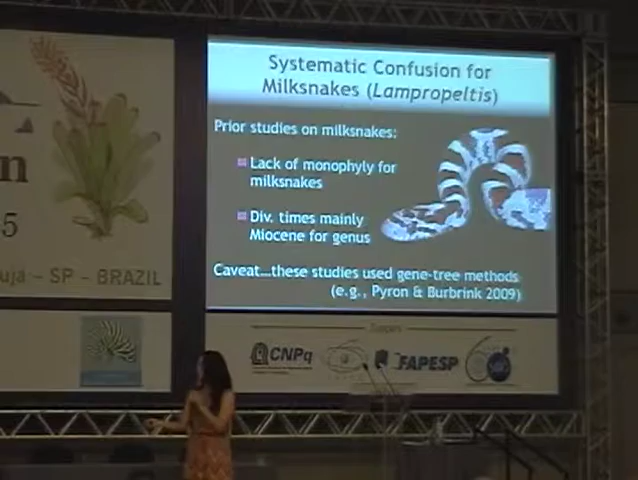 Systematic Confusion for
Milksnakes (Lampropeltis)
Prior studies on milksnakes:
Lack of monophyly for
milksnakes
Div. times mainly
Miocene for genus
Caveat...these studies used gene-tree methods
(e.g., Pyron & Burbrink 2009)
n
5
- SP - BRAZIL
CNPq
FAPESP